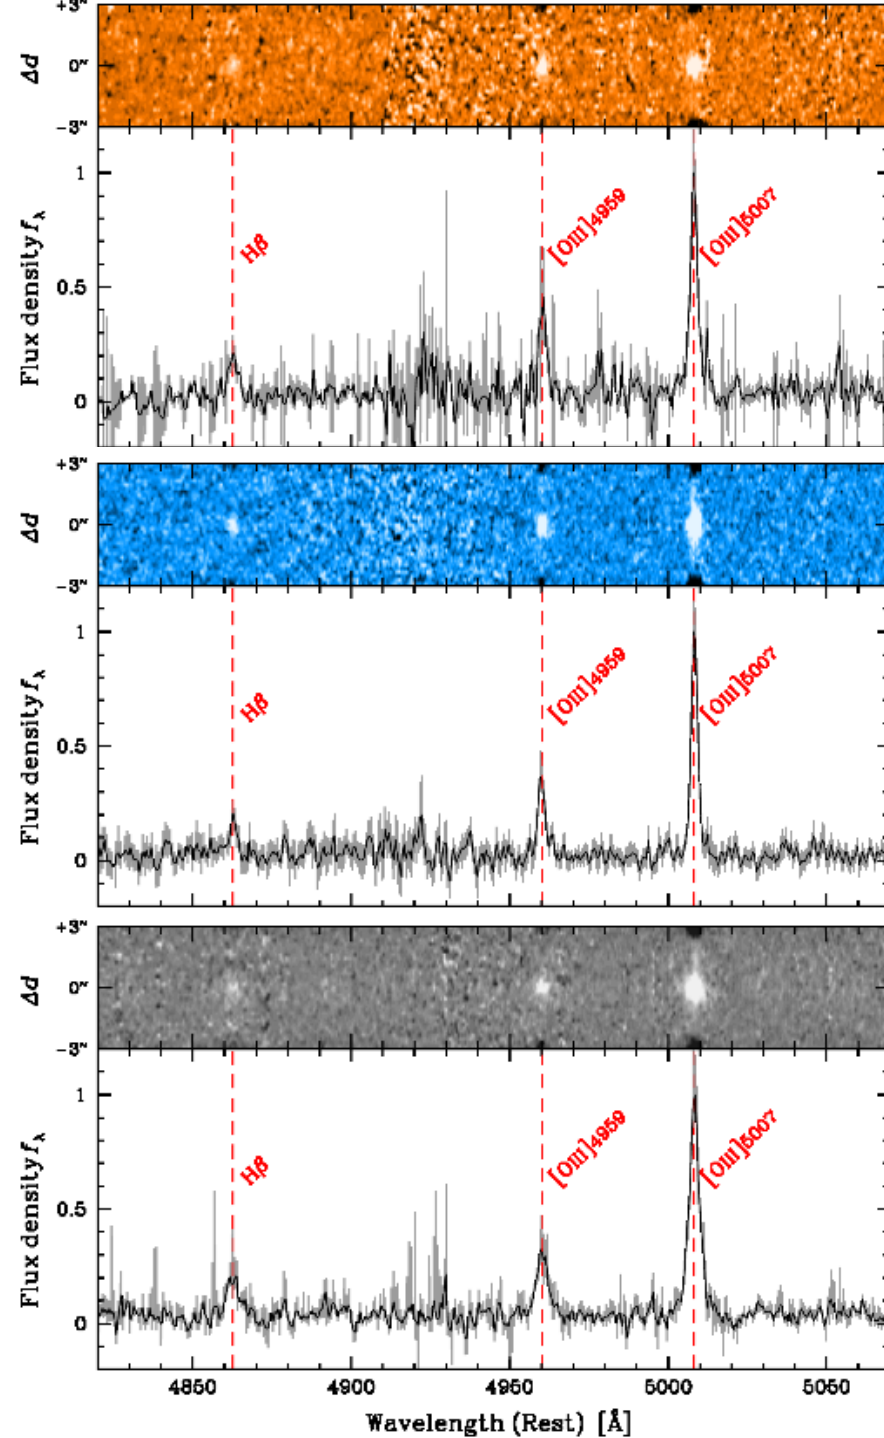 +3″
Δd
0″
−3″
1
Flux density f_λ
0.5
0
Hβ
[OIII]4959
[OIII]5007
+3″
Δd
0″
−3″
1
Flux density f_λ
0.5
0
Hβ
[OIII]4959
[OIII]5007
+3″
Δd
0″
−3″
1
Flux density f_λ
0.5
0
Hβ
[OIII]4959
[OIII]5007
4850 4900 4950 5000 5050
Wavelength (Rest) [Å]